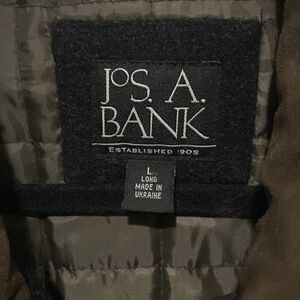 JOS. A.
BANK
ESTABLISHED 1905
L
LONG
MADE IN
UKRAINE